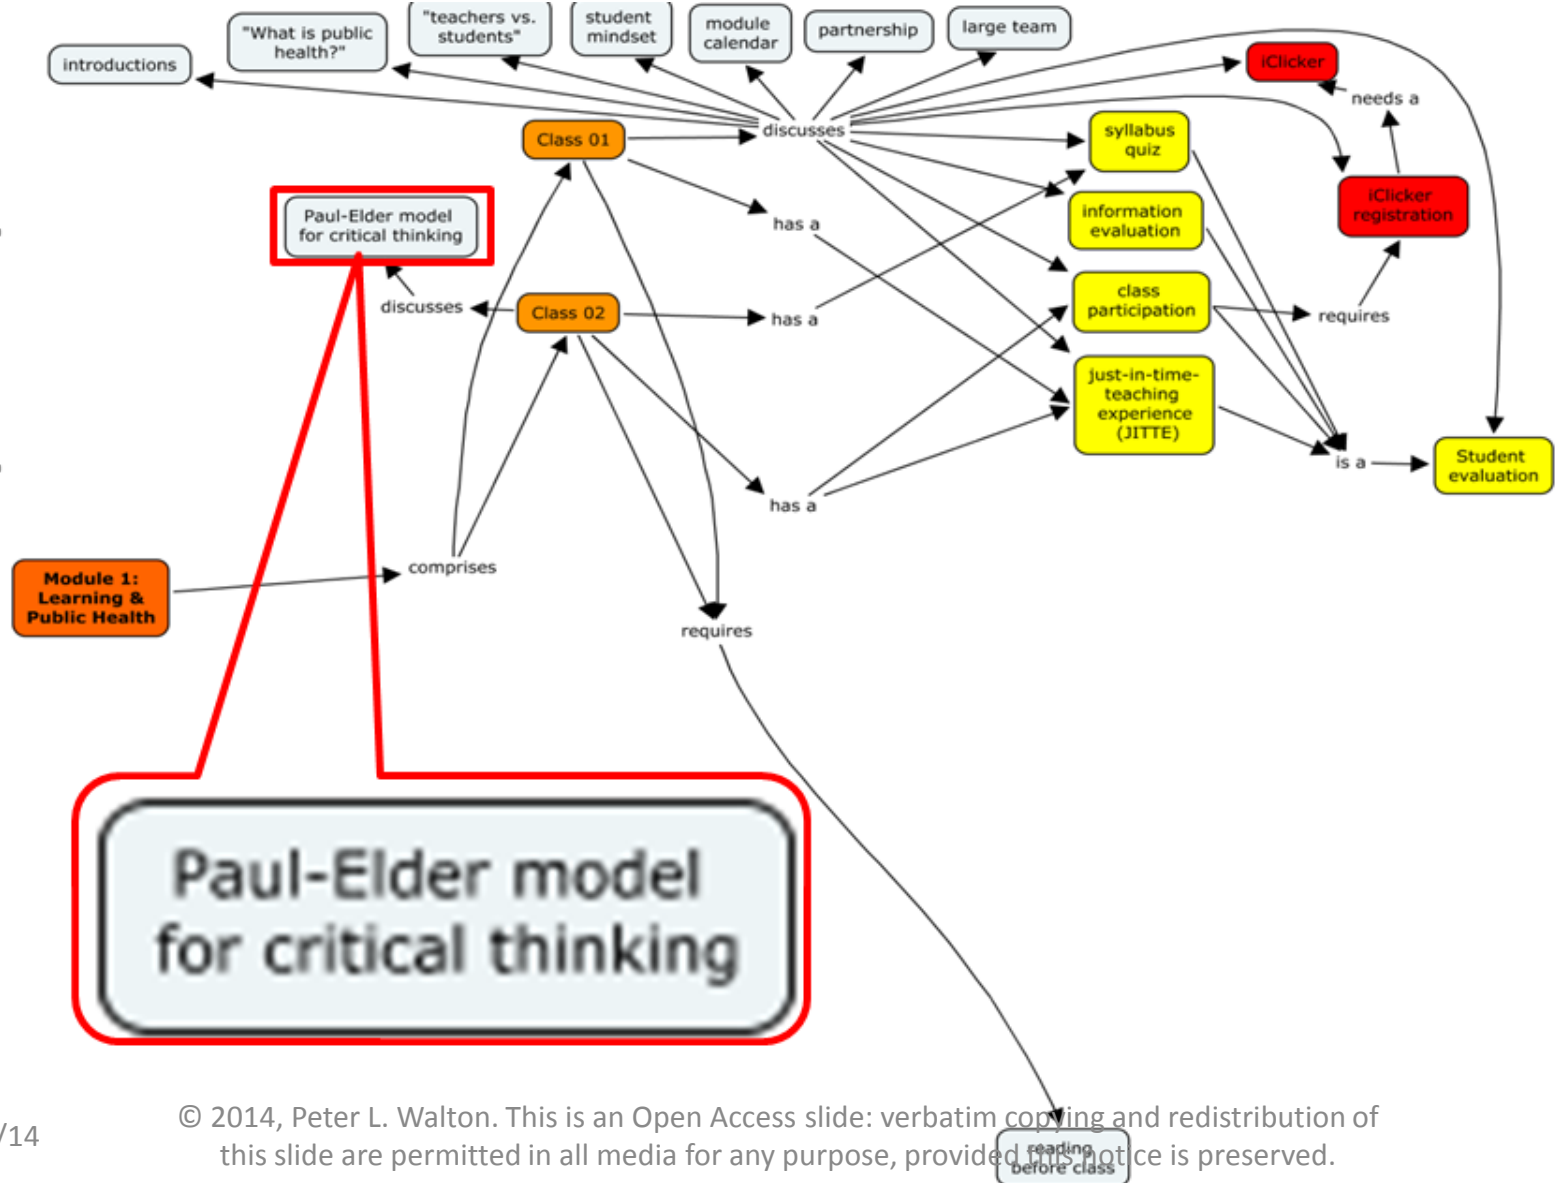 "teachers vs.
students"
student
mindset
module
calendar
partnership
large team
"What is public
health?"
introductions
iClicker
needs a
Class 01
discusses
syllabus
quiz
iClicker
registration
Paul-Elder model
for critical thinking
has a
information
evaluation
discusses
Class 02
has a
class
participation
requires
just-in-time-
teaching
experience
(JITTE)
is a
Student
evaluation
has a
comprises
Module 1:
Learning &
Public Health
requires
Paul-Elder model
for critical thinking
/14
© 2014, Peter L. Walton. This is an Open Access slide: verbatim copying and redistribution of
this slide are permitted in all media for any purpose, provided this notice is preserved.
reading
before class